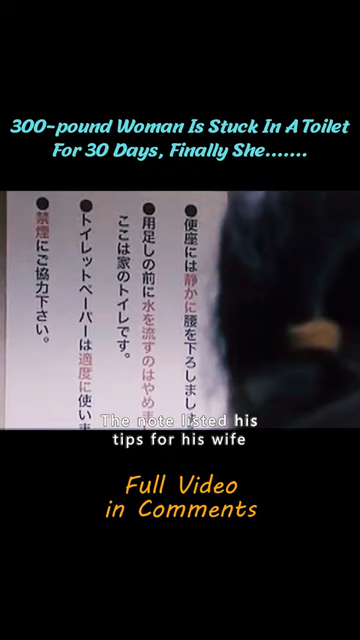 300-pound Woman Is Stuck In A Toilet
For 30 Days, Finally She.......
●便座には静かに腰を下ろしまし
●用足しの前に水を流すのはやめま
ここは家のトイレです。
●トイレットペーパーは適度に使いま
●禁煙にご協力下さい。
The note listed his
tips for his wife
Full Video
in Comments